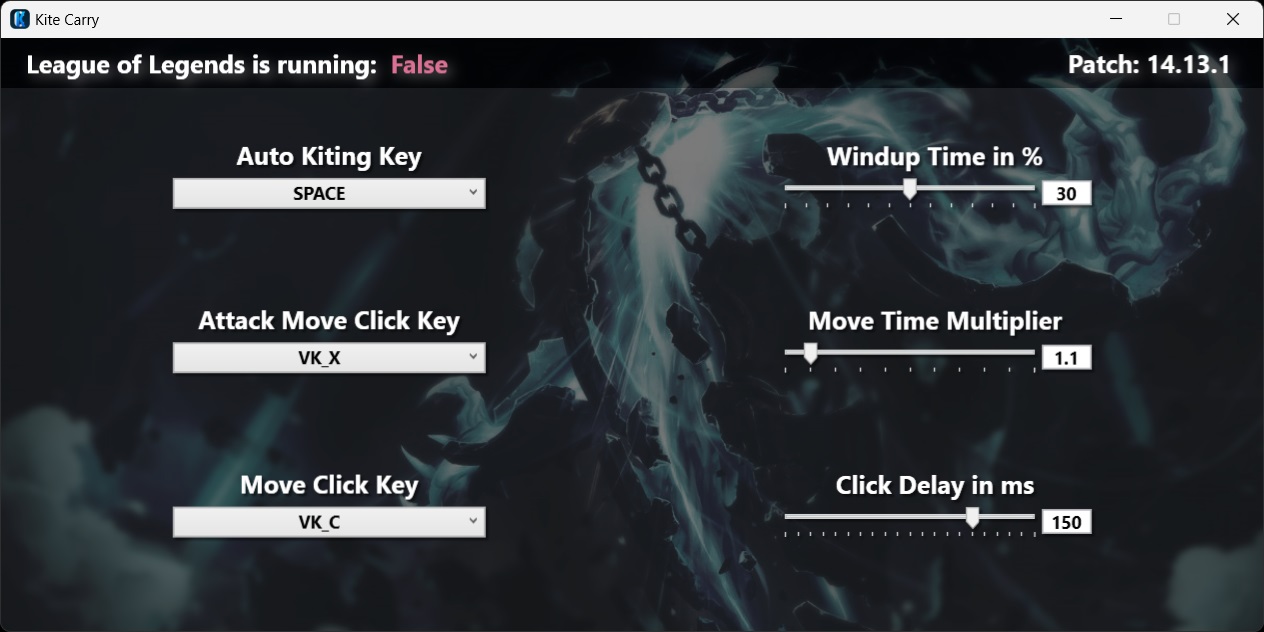 Kite Carry
League of Legends is running: False
Patch: 14.13.1
Auto Kiting Key
SPACE
Windup Time in %
30
Attack Move Click Key
VK_X
Move Time Multiplier
1.1
Move Click Key
VK_C
Click Delay in ms
150